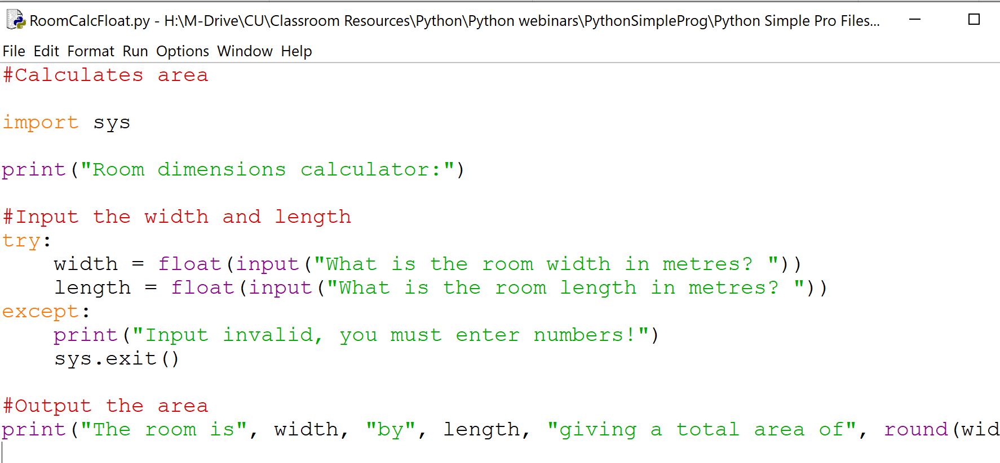 RoomCalcFloat.py - H:\M-Drive\CU\Classroom Resources\Python\Python webinars\PythonSimpleProg\Python Simple Pro Files...
File Edit Format Run Options Window Help
#Calculates area
import sys
print("Room dimensions calculator:")
#Input the width and length
try:
    width = float(input("What is the room width in metres? "))
    length = float(input("What is the room length in metres? "))
except:
    print("Input invalid, you must enter numbers!")
    sys.exit()
#Output the area
print("The room is", width, "by", length, "giving a total area of", round(wid